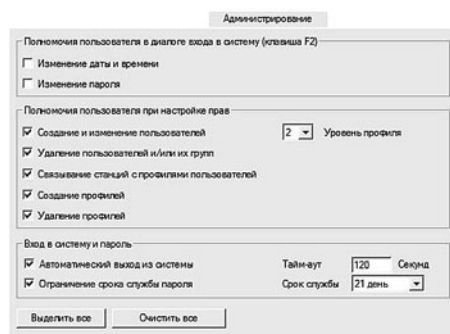 Администрирование
Полномочия пользователя в диалоге входа в систему (клавиша F2)
Изменение даты и времени
Изменение пароля
Полномочия пользователя при настройке прав
Создание и изменение пользователей 2 Уровень профиля
Удаление пользователей и/или их групп
Связывание станций с профилями пользователей
Создание профилей
Удаление профилей
Вход в систему и пароль
Автоматический выход из системы Тайм-аут 120 Секунд
Ограничение срока службы пароля Срок службы 21 день
Выделить все Очистить все